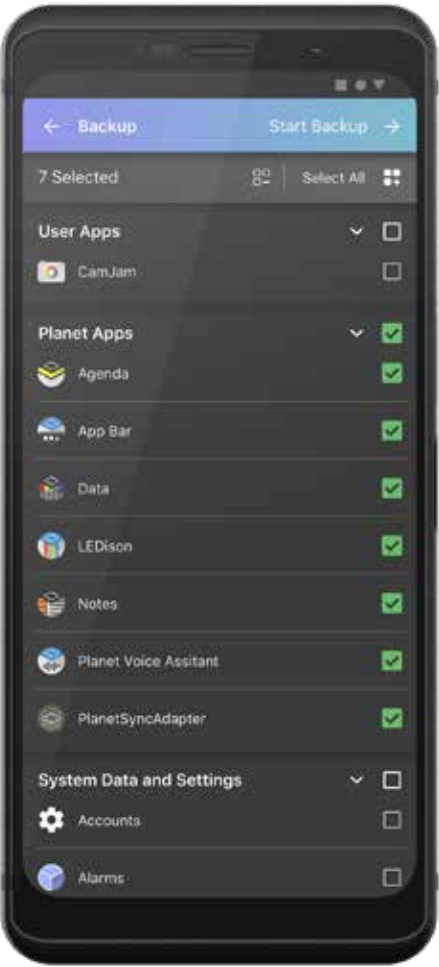 Backup Start Backup
7 Selected Select All
User Apps
CamJam
Planet Apps
Agenda
App Bar
Data
LEDison
Notes
Planet Voice Assitant
PlanetSyncAdapter
System Data and Settings
Accounts
Alarms